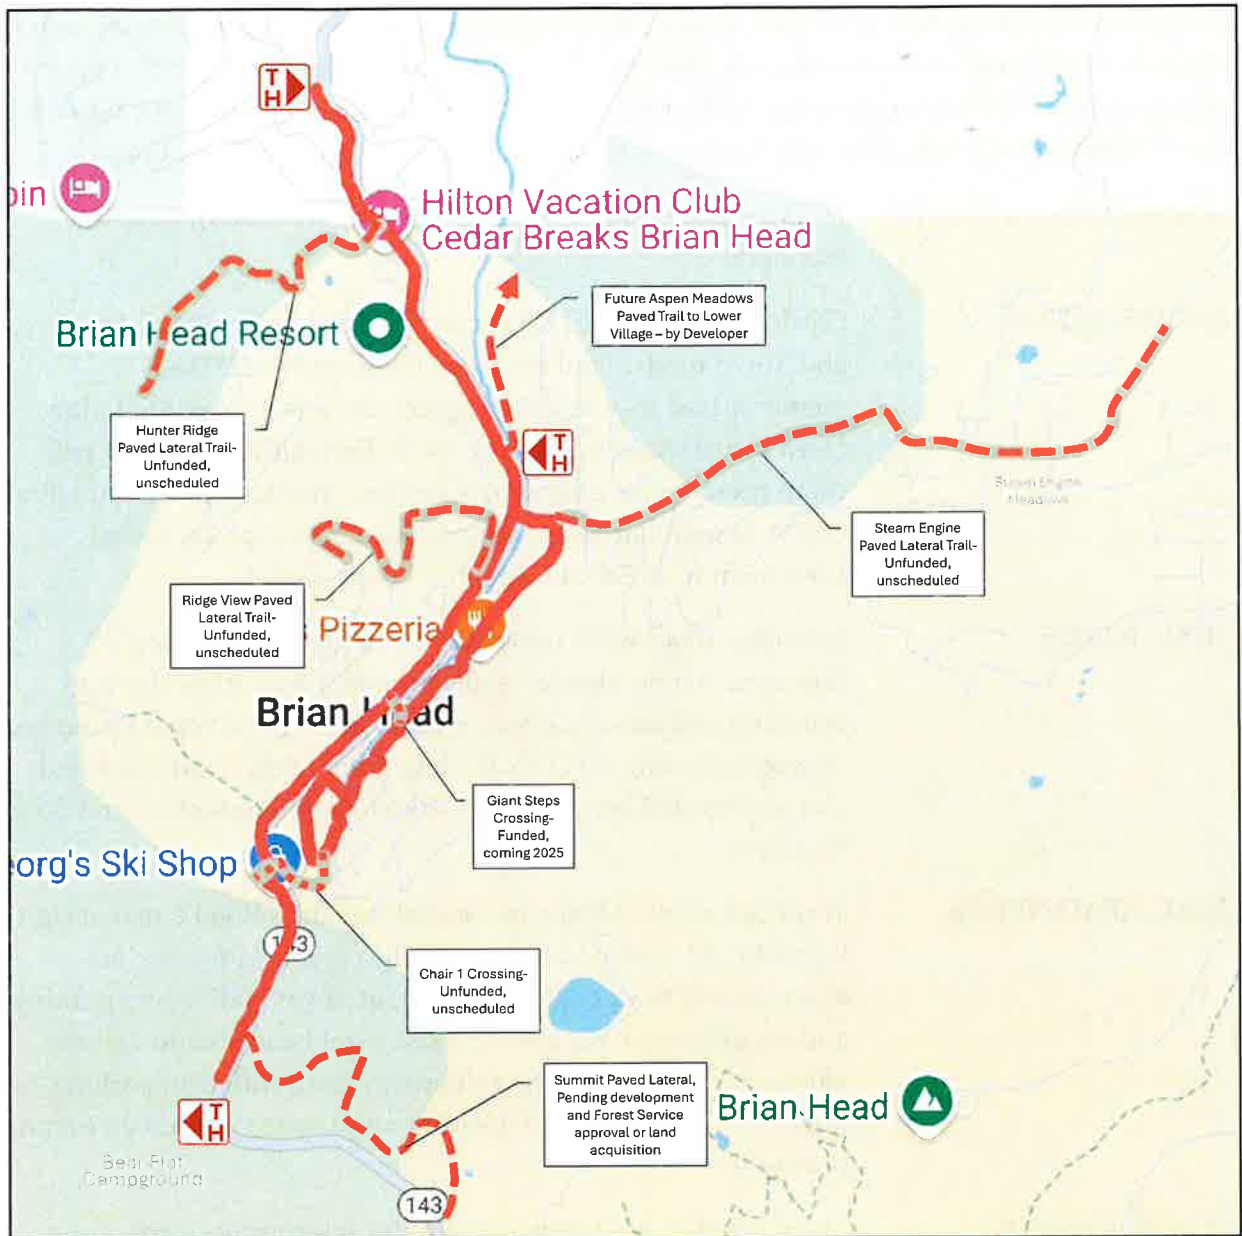 T
H
Hilton Vacation Club
Cedar Breaks Brian Head
Future Aspen Meadows
Paved Trail to Lower
Village – by Developer
Brian Head Resort
Hunter Ridge
Paved Lateral Trail-
Unfunded,
unscheduled
T
H
Steam Engine
Meadows
Steam Engine
Paved Lateral Trail-
Unfunded,
unscheduled
Ridge View Paved
Lateral Trail-
Unfunded,
unscheduled
Pizzeria
Brian Head
Giant Steps
Crossing-
Funded,
coming 2025
org's Ski Shop
143
Chair 1 Crossing-
Unfunded,
unscheduled
Summit Paved Lateral,
Pending development
and Forest Service
approval or land
acquisition
Brian Head
T
H
Bear Flat
Campground
143